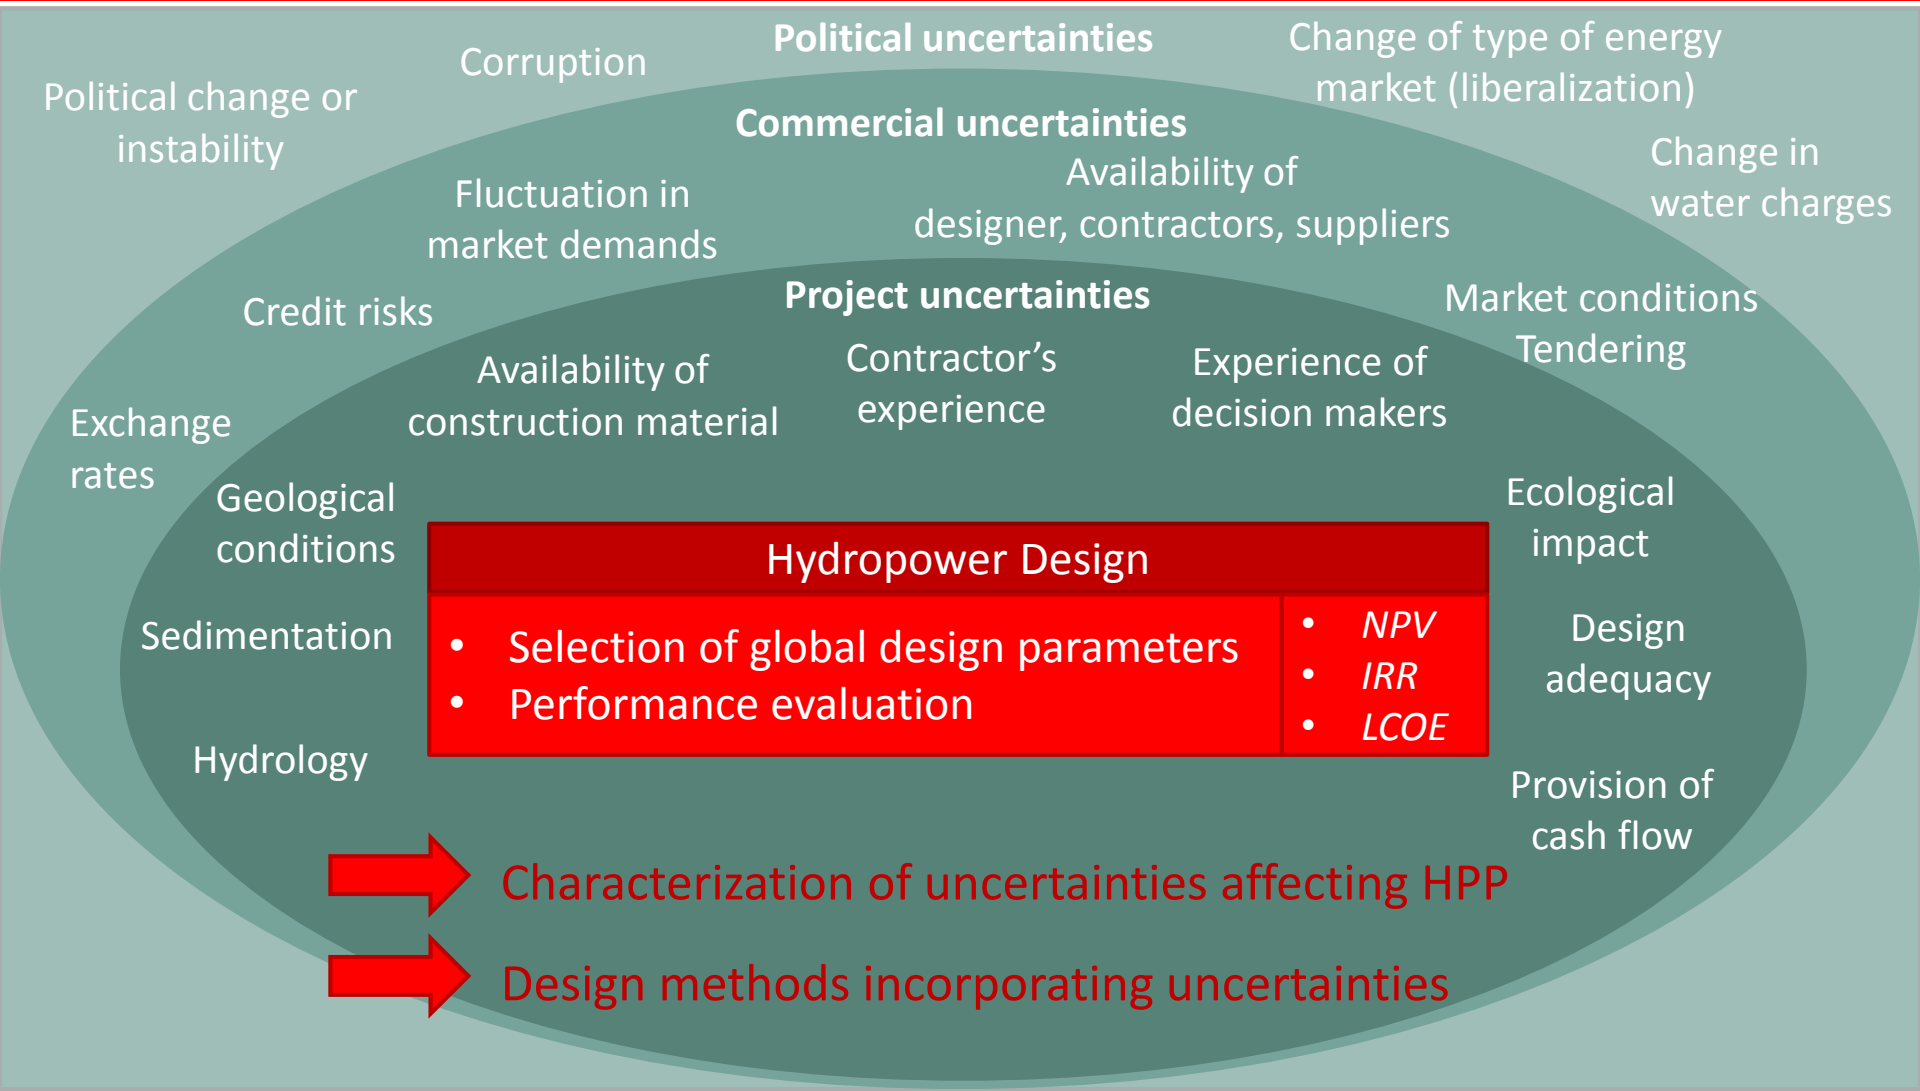 Political uncertainties
Corruption
Political change or
instability
Change of type of energy
market (liberalization)
Change in
water charges
Commercial uncertainties
Fluctuation in
market demands
Availability of
designer, contractors, suppliers
Credit risks
Market conditions
Tendering
Exchange
rates
Project uncertainties
Availability of
construction material
Contractor’s
experience
Experience of
decision makers
Geological
conditions
Ecological
impact
Sedimentation
Design
adequacy
Hydrology
Provision of
cash flow
Hydropower Design
• Selection of global design parameters
• Performance evaluation
• NPV
• IRR
• LCOE
Characterization of uncertainties affecting HPP
Design methods incorporating uncertainties